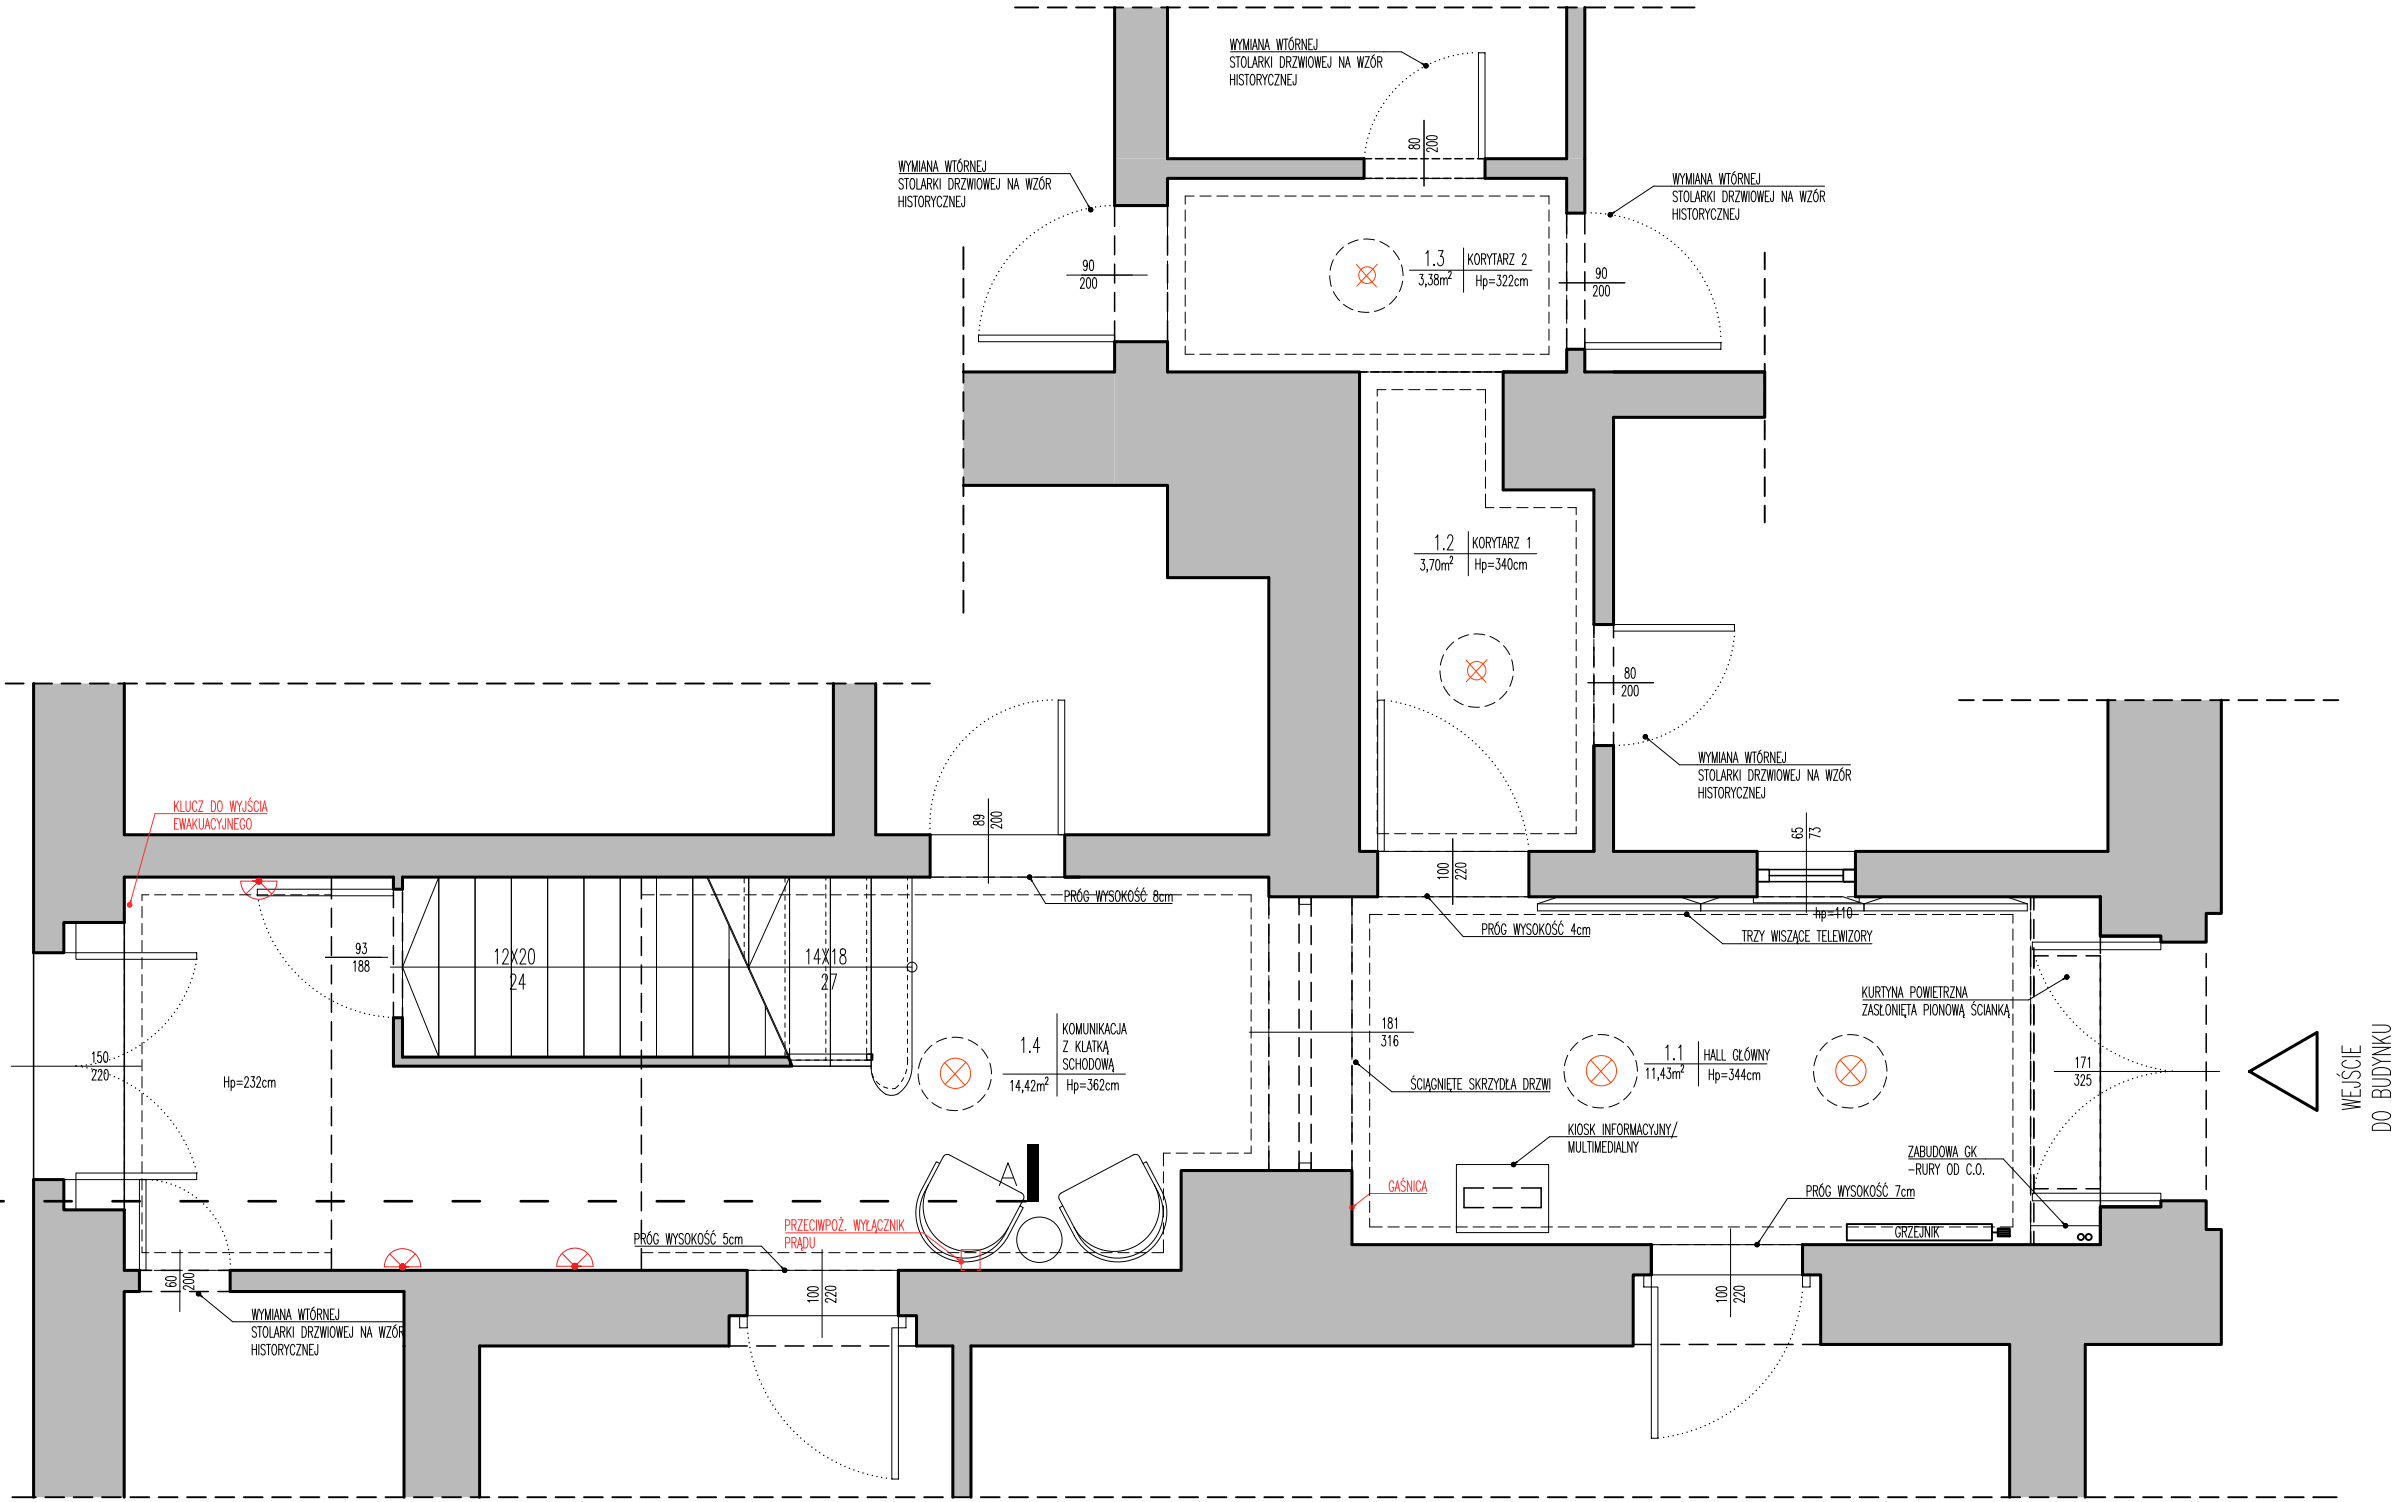 WYMIANA WTÓRNEJ
STOLARKI DRZWIOWEJ NA WZÓR
HISTORYCZNEJ
80
200
WYMIANA WTÓRNEJ
STOLARKI DRZWIOWEJ NA WZÓR
HISTORYCZNEJ
WYMIANA WTÓRNEJ
STOLARKI DRZWIOWEJ NA WZÓR
HISTORYCZNEJ
90
200
1.3 KORYTARZ 2
3,38m² Hp=322cm
90
200
1.2 KORYTARZ 1
3,70m² Hp=340cm
80
200
WYMIANA WTÓRNEJ
STOLARKI DRZWIOWEJ NA WZÓR
HISTORYCZNEJ
KLUCZ DO WYJŚCIA
EWAKUACYJNEGO
89
200
100
220
65
73
PRÓG WYSOKOŚĆ 8cm
PRÓG WYSOKOŚĆ 4cm
hp=110
TRZY WISZĄCE TELEWIZORY
93
188
12X20
24
14X18
27
KURTYNA POWIETRZNA
ZASŁONIĘTA PIONOWĄ ŚCIANKĄ
150
220
Hp=232cm
1.4 KOMUNIKACJA
Z KLATKĄ
SCHODOWĄ
14,42m² Hp=362cm
181
316
ŚCIĄGNIĘTE SKRZYDŁA DRZWI
1.1 HALL GŁÓWNY
11,43m² Hp=344cm
171
325
WEJŚCIE
DO BUDYNKU
KIOSK INFORMACYJNY/
MULTIMEDIALNY
ZABUDOWA GK
-RURY OD C.O.
A
GAŚNICA
PRÓG WYSOKOŚĆ 7cm
PRZECIWPOŻ. WYŁĄCZNIK
PRĄDU
PRÓG WYSOKOŚĆ 5cm
GRZEJNIK
60
200
100
220
100
220
WYMIANA WTÓRNEJ
STOLARKI DRZWIOWEJ NA WZÓR
HISTORYCZNEJ